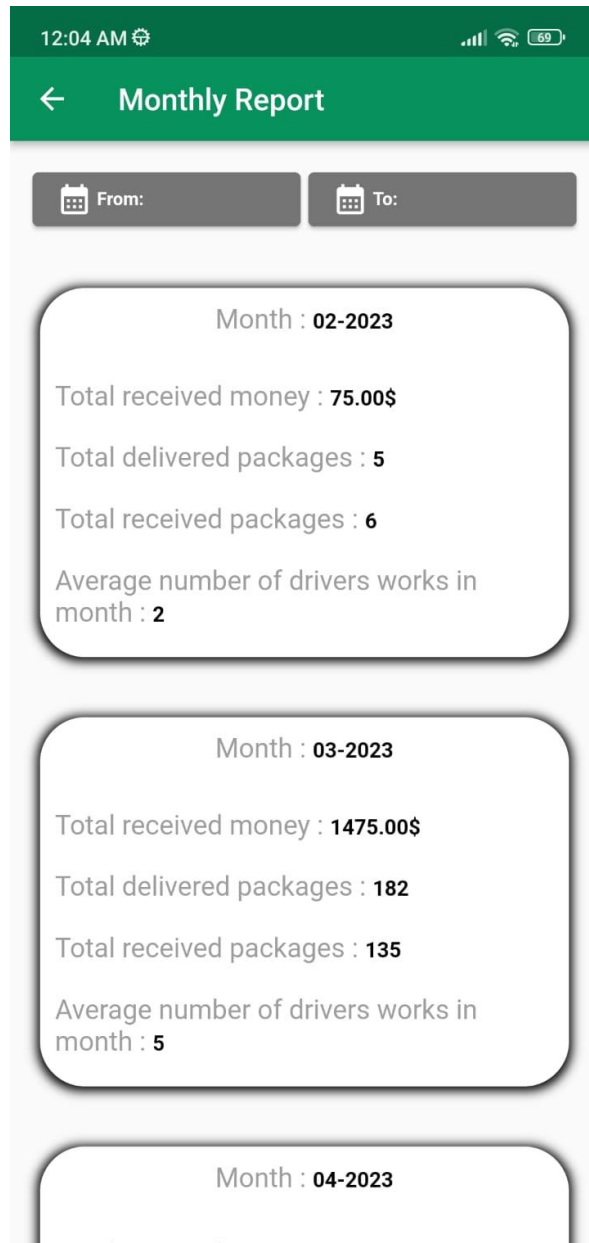 12:04 AM
69
Monthly Report
From:
To:
Month : 02-2023
Total received money : 75.00$
Total delivered packages : 5
Total received packages : 6
Average number of drivers works in
month : 2
Month : 03-2023
Total received money : 1475.00$
Total delivered packages : 182
Total received packages : 135
Average number of drivers works in
month : 5
Month : 04-2023